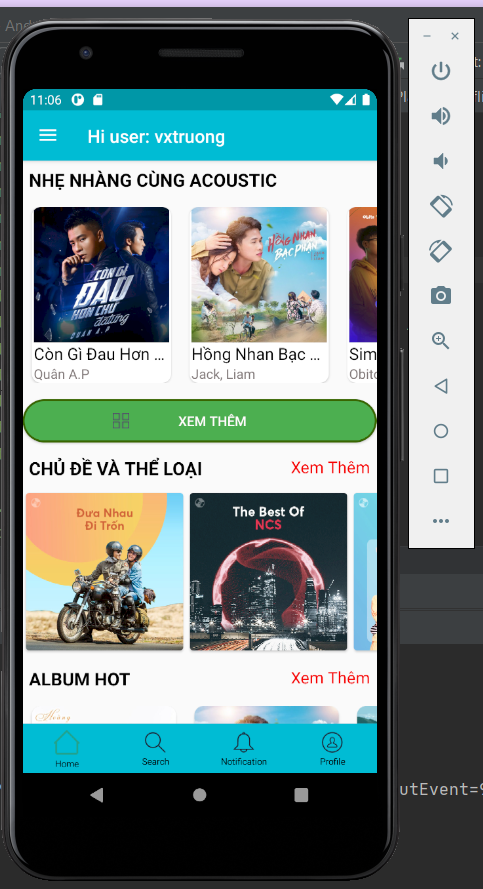 Andr
11:06
Hi user: vxtruong
NHẸ NHÀNG CÙNG ACOUSTIC
CÒN GÌ
ĐAU
HƠN CHỮ
đã từng
QUÂN A.P
HỒNG NHAN
BẠC PHẬN
Còn Gì Đau Hơn ...
Quân A.P
Hồng Nhan Bạc ...
Jack, Liam
Sim
Obito
XEM THÊM
CHỦ ĐỀ VÀ THỂ LOẠI
Xem Thêm
Đưa Nhau
Đi Trốn
The Best Of
NCS
ALBUM HOT
Xem Thêm
Home
Search
Notification
Profile
utEvent=9